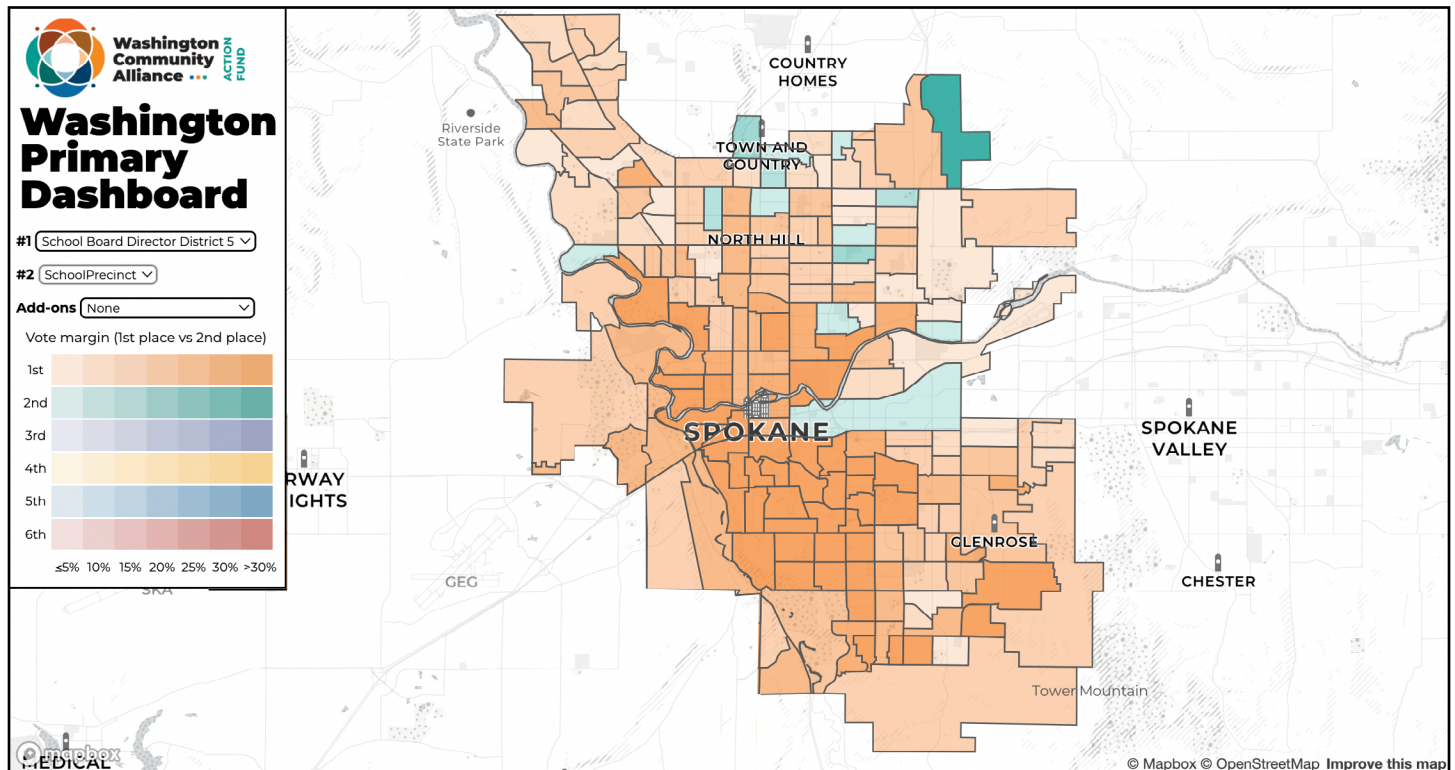 Washington
Community
Alliance
ACTION
FUND
Washington
Primary
Dashboard
#1 School Board Director District 5
#2 SchoolPrecinct
Add-ons None
Vote margin (1st place vs 2nd place)
1st
2nd
3rd
4th
5th
6th
≤5% 10% 15% 20% 25% 30% >30%
COUNTRY
HOMES
Riverside
State Park
TOWN AND
COUNTRY
NORTH HILL
SPOKANE
SPOKANE
VALLEY
RWAY
IGHTS
GLENROSE
GEG
CHESTER
SKA
Tower Mountain
mapbox
MEDICAL
© Mapbox © OpenStreetMap Improve this map